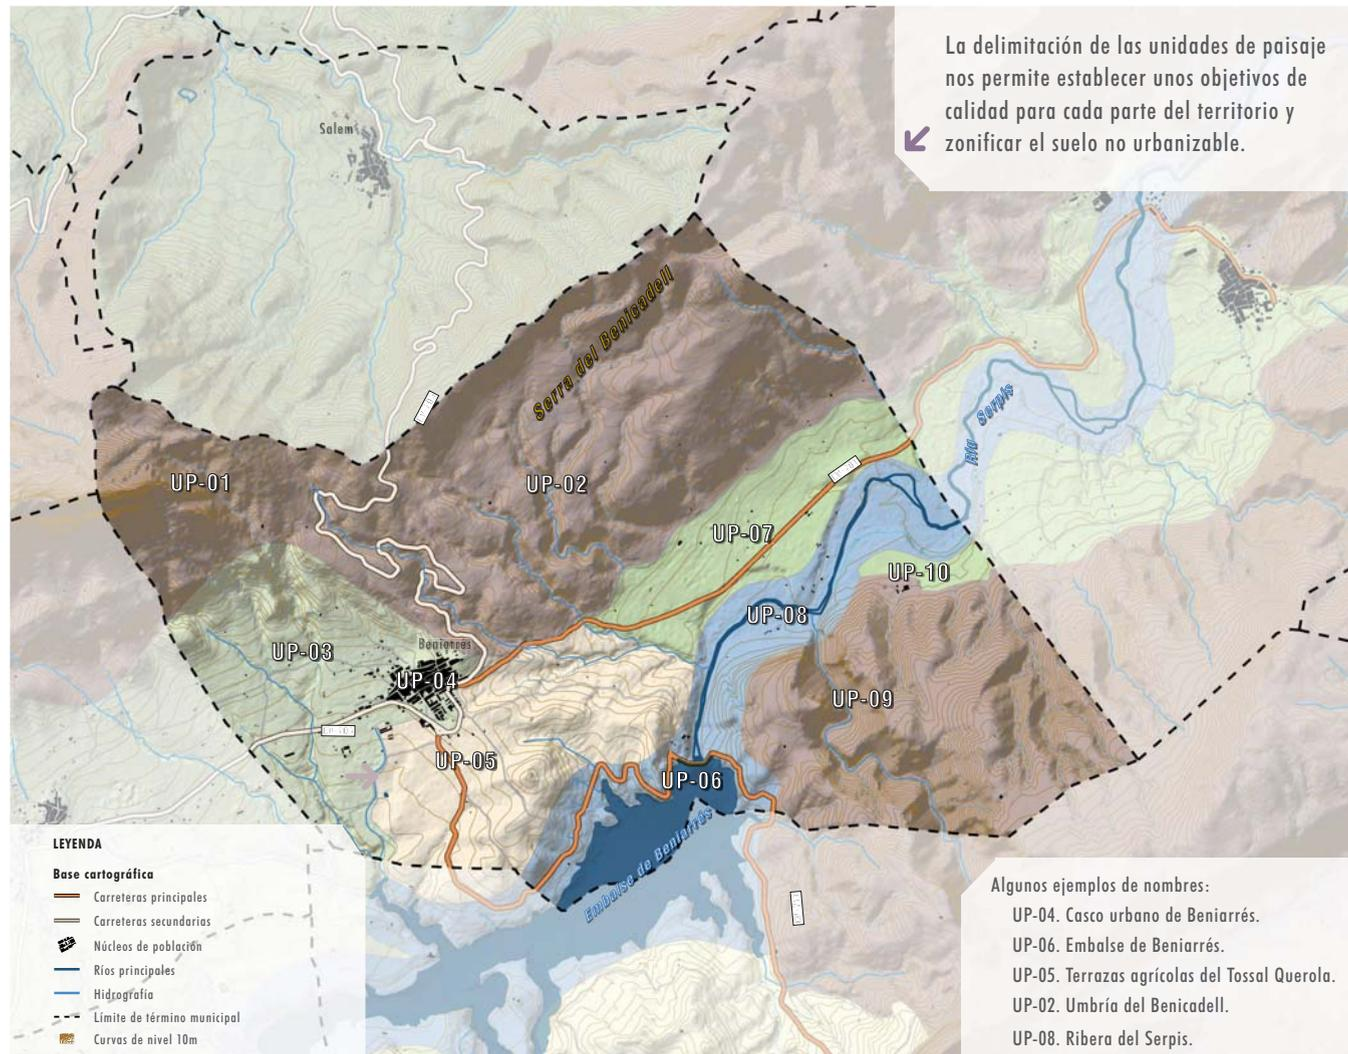 La delimitación de las unidades de paisaje
nos permite establecer unos objetivos de
calidad para cada parte del territorio y
zonificar el suelo no urbanizable.
Salem
Serra del Benicadell
Riu Serpis
UP-01
UP-02
UP-07
UP-10
UP-08
UP-03
Beniarrés
UP-04
UP-09
UP-05
UP-06
Embalse de Beniarrés
LEYENDA
Base cartográfica
Carreteras principales
Carreteras secundarias
Núcleos de población
Ríos principales
Hidrografía
Límite de término municipal
Curvas de nivel 10m
Algunos ejemplos de nombres:
UP-04. Casco urbano de Beniarrés.
UP-06. Embalse de Beniarrés.
UP-05. Terrazas agrícolas del Tossal Querola.
UP-02. Umbría del Benicadell.
UP-08. Ribera del Serpis.